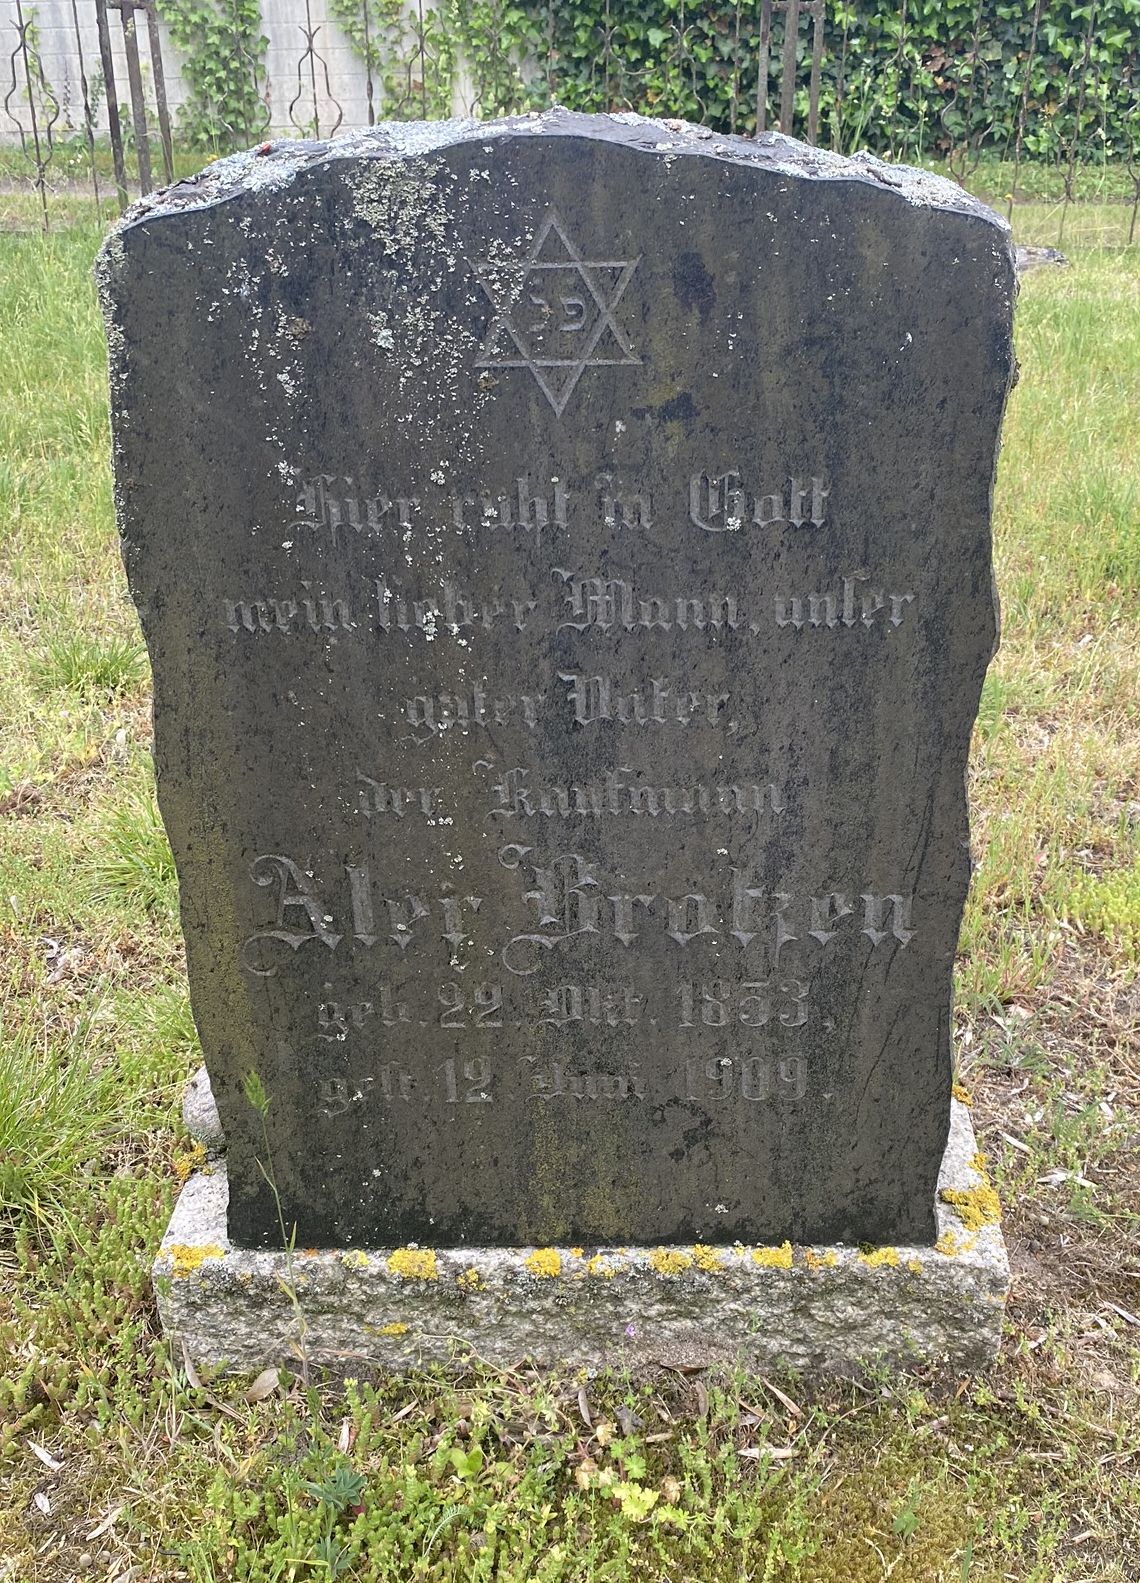 פנ
Hier ruht in Gott
mein lieber Mann, unser
guter Vater,
der Kaufmann
Alex Brotzen
geb. 22. Okt. 1853,
gest. 12. Juni 1909.